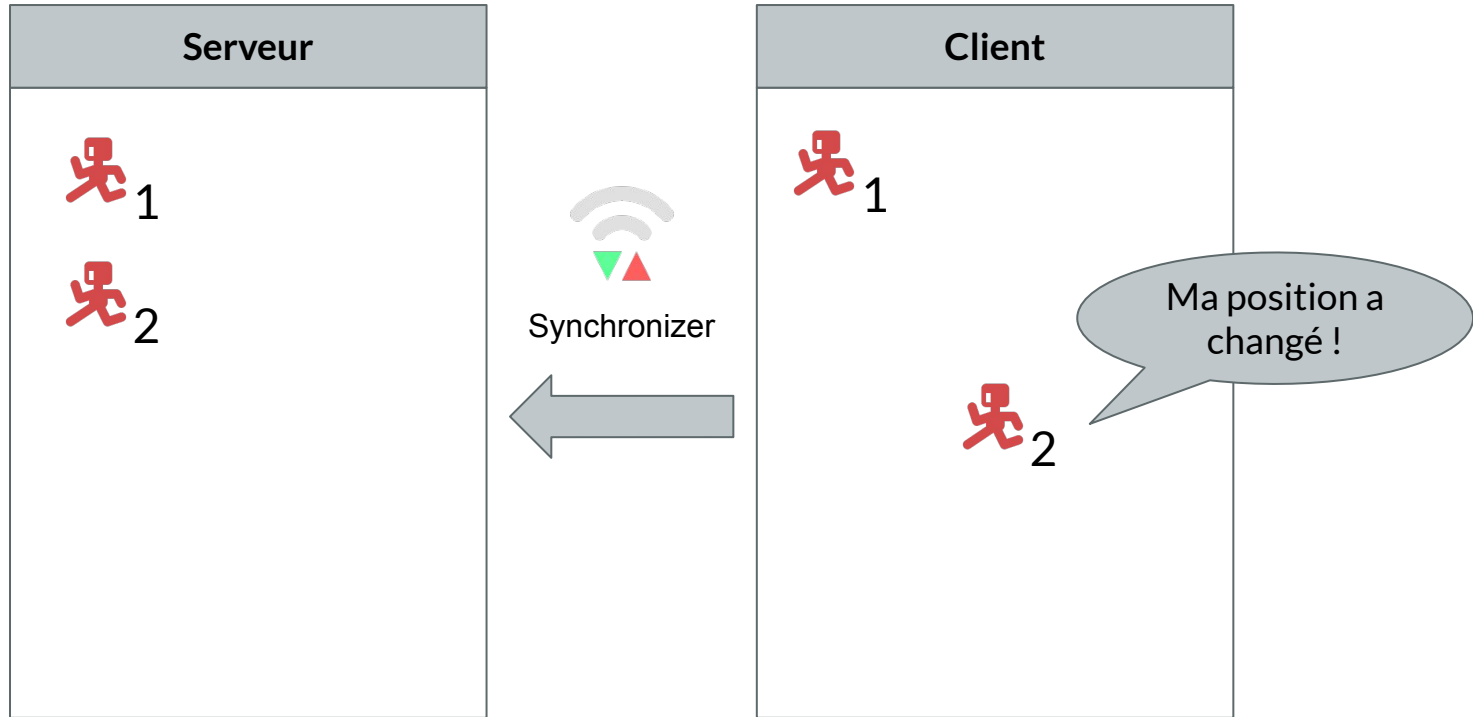 Serveur
Client
1
2
Synchronizer
1
Ma position a
changé !
2